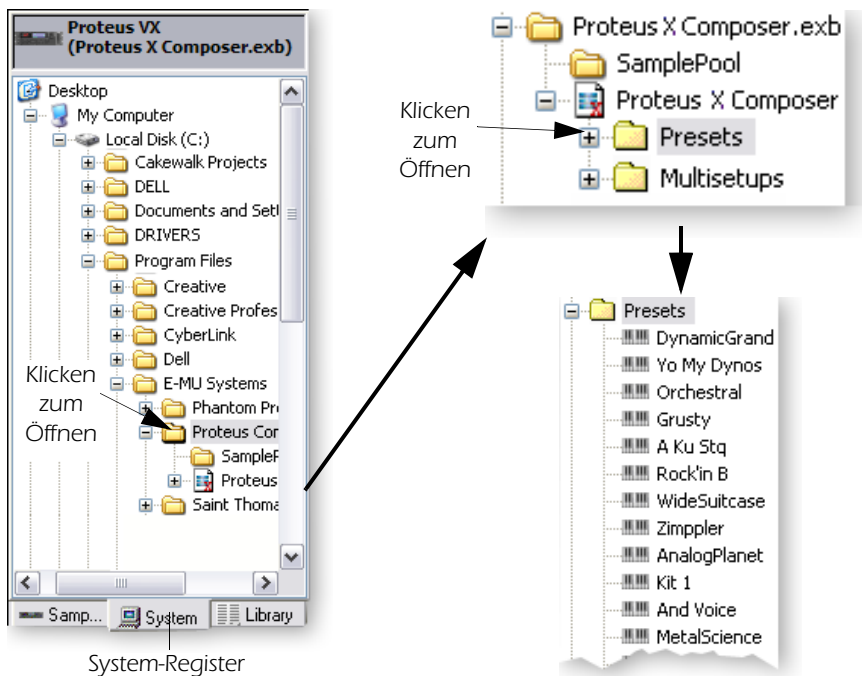 Proteus VX
(Proteus X Composer.exb)
Desktop
My Computer
Local Disk (C:)
Cakewalk Projects
DELL
Documents and Set
DRIVERS
Program Files
Creative
Creative Profes
CyberLink
Dell
E-MU Systems
Phantom Pr
Proteus Cor
SampleF
Proteus
Saint Thoma
Klicken
zum
Öffnen
Samp...
System
Library
System-Register
Proteus X Composer.exb
SamplePool
Proteus X Composer
Presets
Multisetups
Klicken
zum
Öffnen
Presets
DynamicGrand
Yo My Dynos
Orchestral
Grusty
A Ku Stq
Rock'in B
WideSuitcase
Zimppler
AnalogPlanet
Kit 1
And Voice
MetalScience